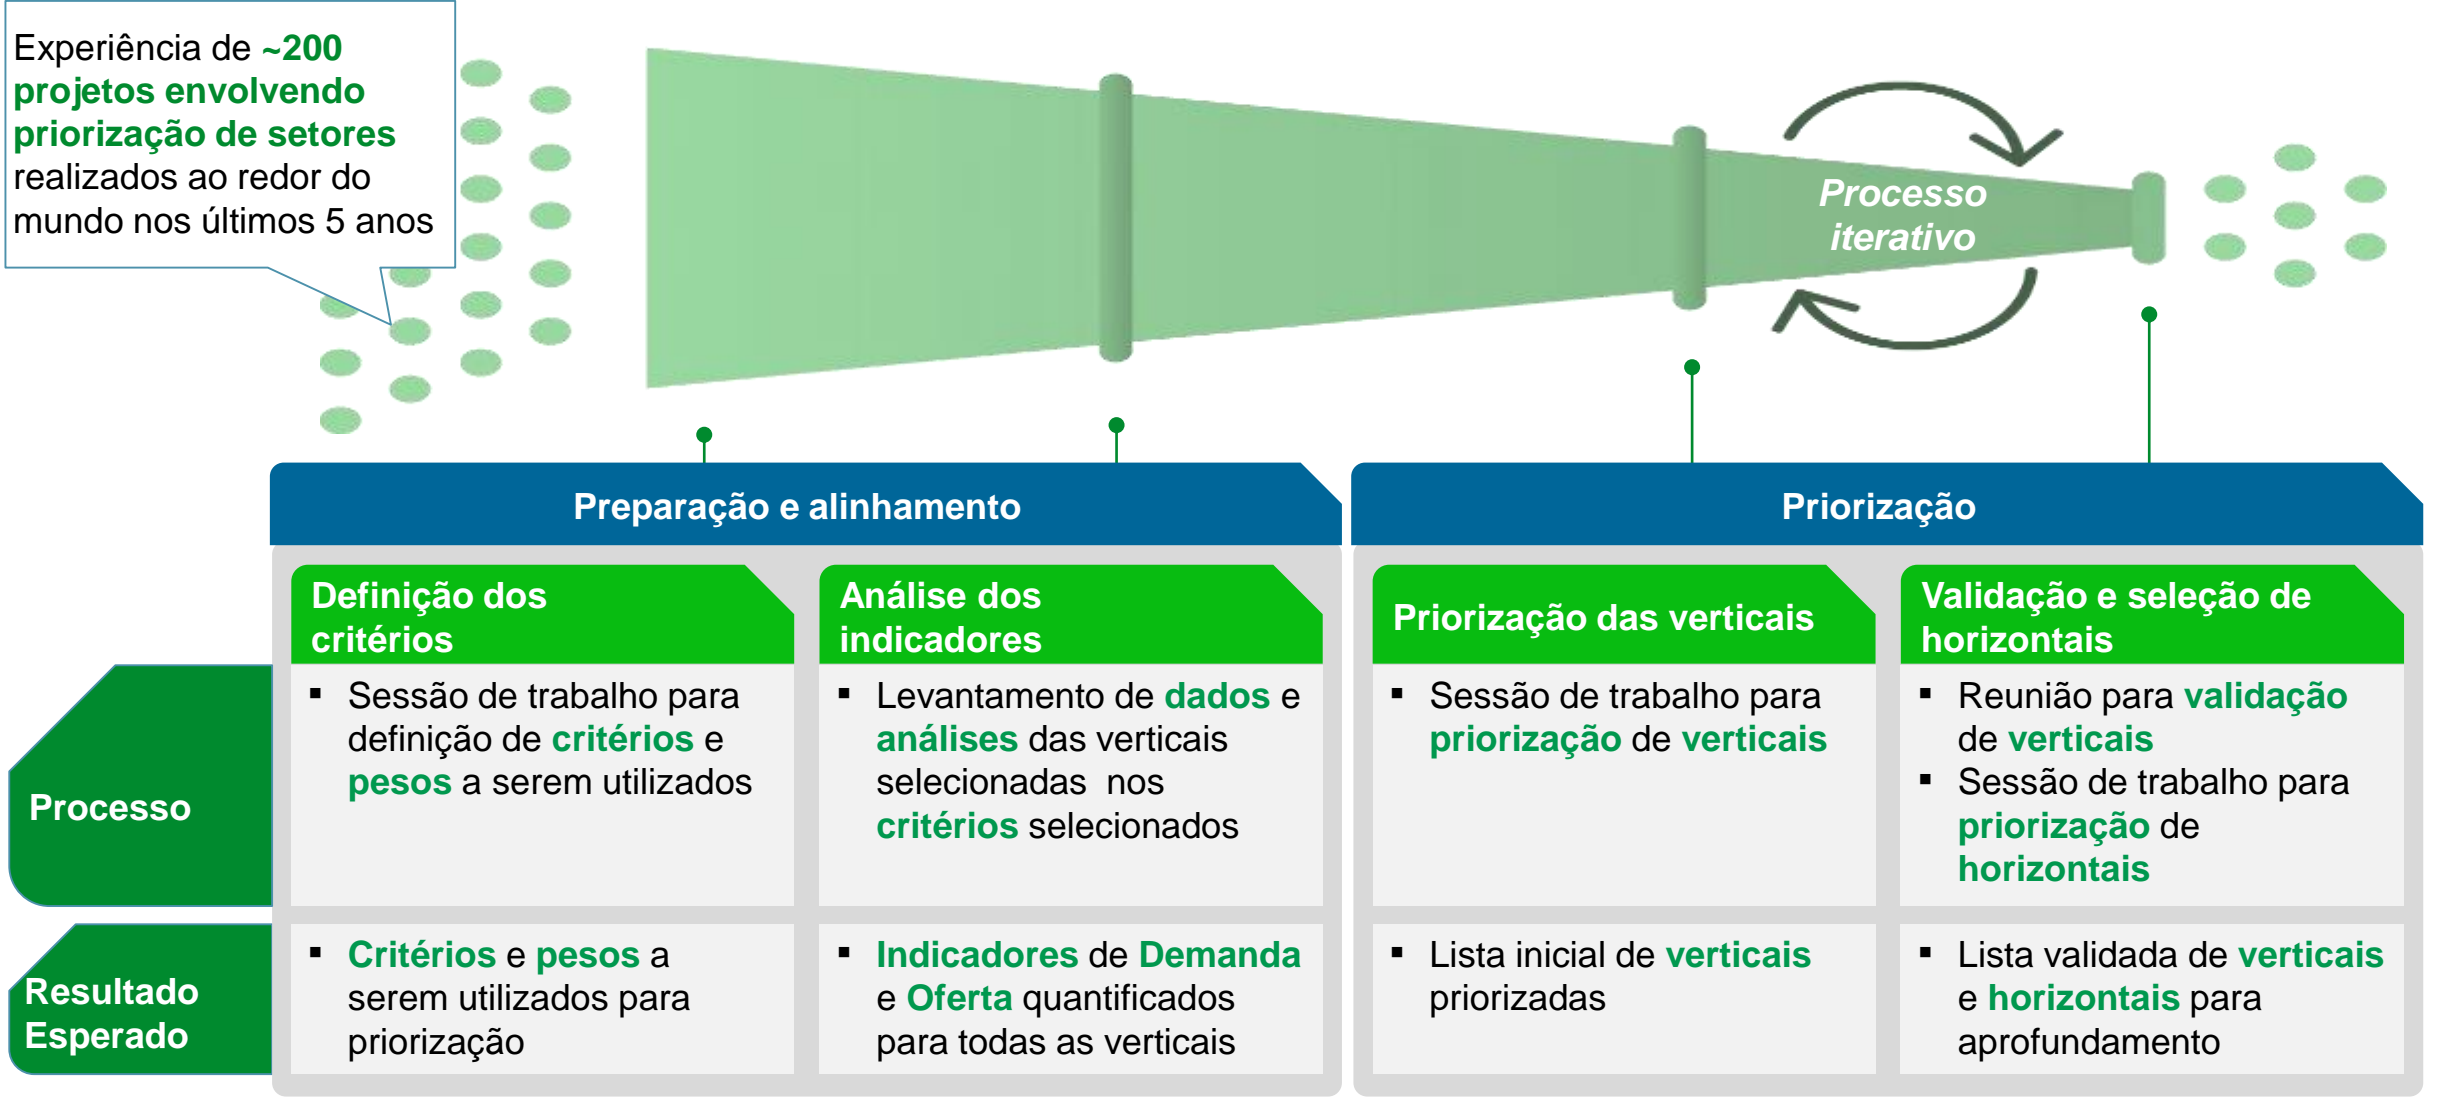 Experiência de ~200
projetos envolvendo
priorização de setores
realizados ao redor do
mundo nos últimos 5 anos
Processo
iterativo
Preparação e alinhamento
Priorização
Definição dos
critérios
Análise dos
indicadores
Priorização das verticais
Validação e seleção de
horizontais
Processo
▪ Sessão de trabalho para
definição de critérios e
pesos a serem utilizados
▪ Levantamento de dados e
análises das verticais
selecionadas  nos
critérios selecionados
▪ Sessão de trabalho para
priorização de verticais
▪ Reunião para validação
de verticais
▪ Sessão de trabalho para
priorização de
horizontais
Resultado
Esperado
▪ Critérios e pesos a
serem utilizados para
priorização
▪ Indicadores de Demanda
e Oferta quantificados
para todas as verticais
▪ Lista inicial de verticais
priorizadas
▪ Lista validada de verticais
e horizontais para
aprofundamento